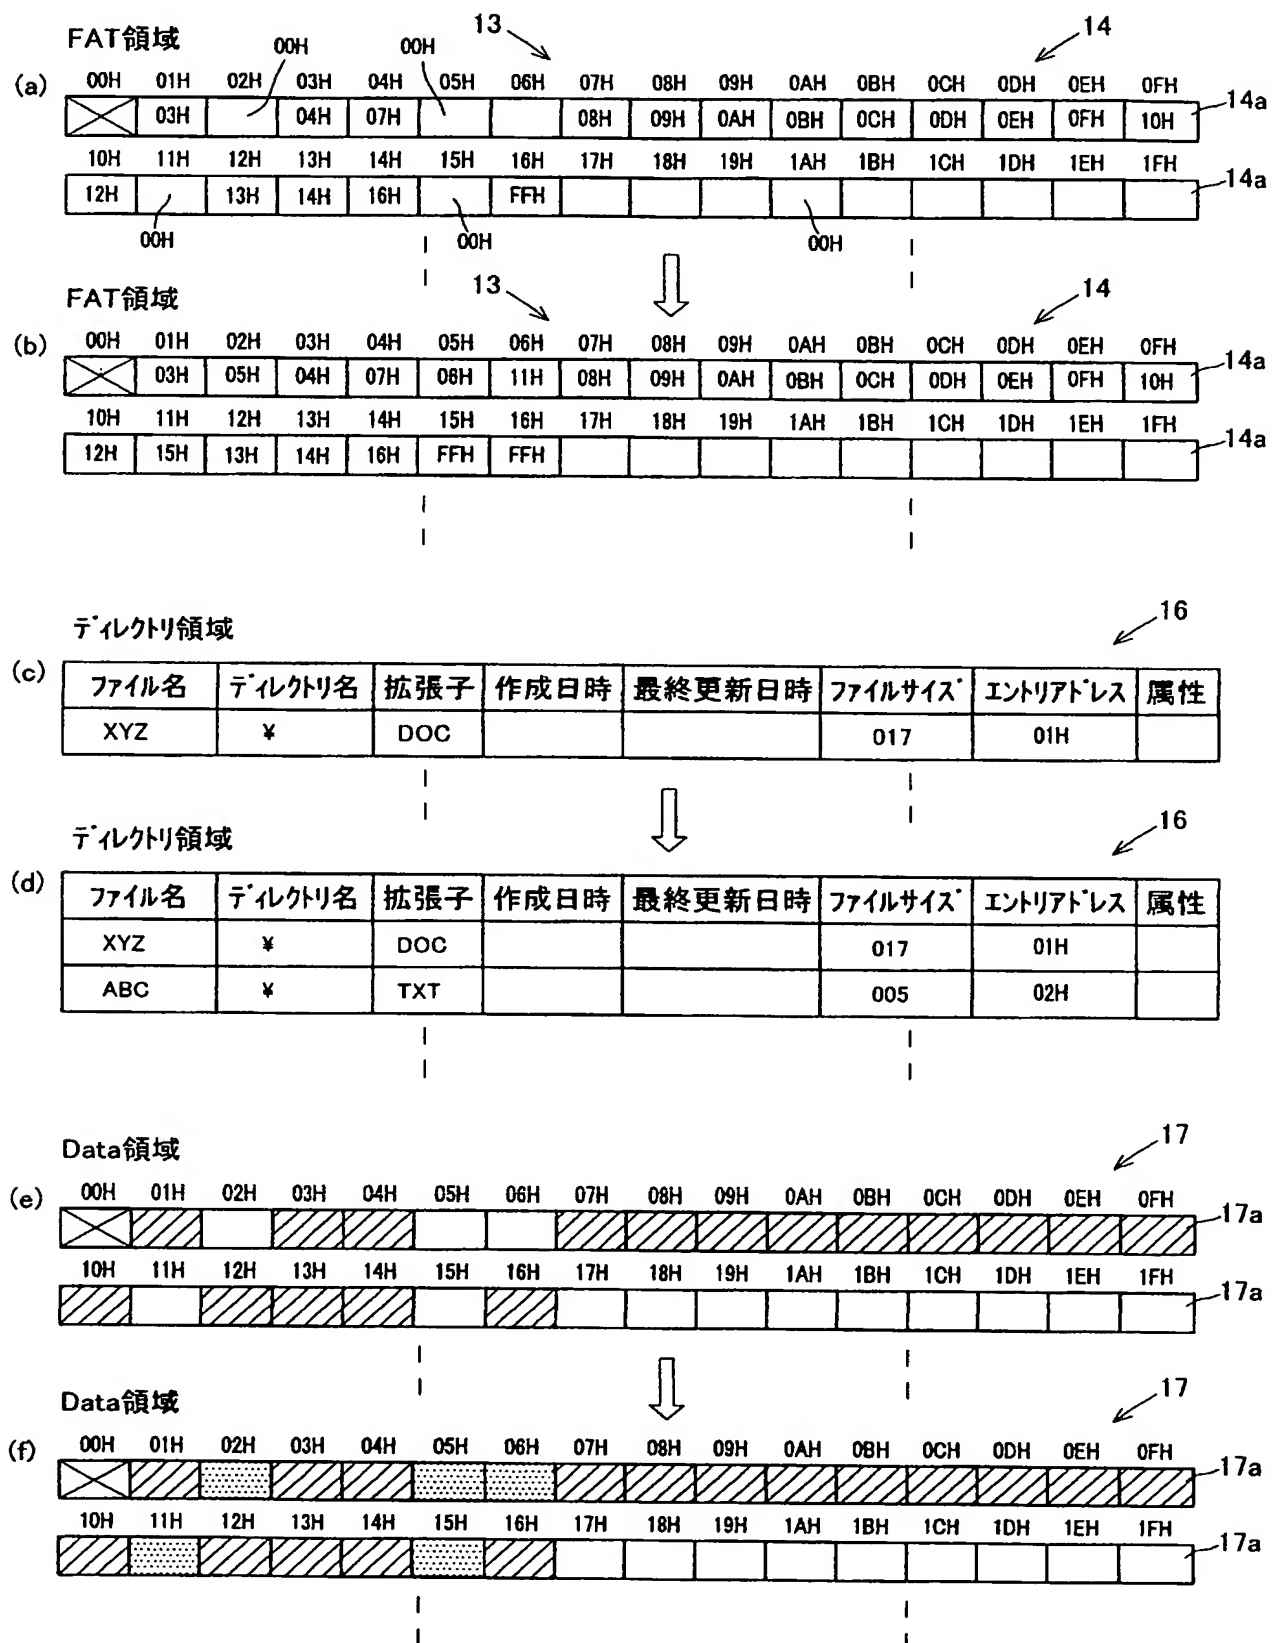 FAT領域
13
14
00H
00H
(a)
00H 01H 02H 03H 04H 05H 06H 07H 08H 09H 0AH 0BH 0CH 0DH 0EH 0FH
03H 04H 07H 08H 09H 0AH 0BH 0CH 0DH 0EH 0FH 10H
14a
10H 11H 12H 13H 14H 15H 16H 17H 18H 19H 1AH 1BH 1CH 1DH 1EH 1FH
12H 13H 14H 16H FFH
14a
00H
00H
00H
FAT領域
13
14
(b)
00H 01H 02H 03H 04H 05H 06H 07H 08H 09H 0AH 0BH 0CH 0DH 0EH 0FH
03H 05H 04H 07H 06H 11H 08H 09H 0AH 0BH 0CH 0DH 0EH 0FH 10H
14a
10H 11H 12H 13H 14H 15H 16H 17H 18H 19H 1AH 1BH 1CH 1DH 1EH 1FH
12H 15H 13H 14H 16H FFH FFH
14a
ディレクトリ領域
16
(c)
ファイル名 ディレクトリ名 拡張子 作成日時 最終更新日時 ファイルサイズ エントリアドレス 属性
XYZ ¥ DOC 017 01H
ディレクトリ領域
16
(d)
ファイル名 ディレクトリ名 拡張子 作成日時 最終更新日時 ファイルサイズ エントリアドレス 属性
XYZ ¥ DOC 017 01H
ABC ¥ TXT 005 02H
Data領域
17
(e)
00H 01H 02H 03H 04H 05H 06H 07H 08H 09H 0AH 0BH 0CH 0DH 0EH 0FH
17a
10H 11H 12H 13H 14H 15H 16H 17H 18H 19H 1AH 1BH 1CH 1DH 1EH 1FH
17a
Data領域
17
(f)
00H 01H 02H 03H 04H 05H 06H 07H 08H 09H 0AH 0BH 0CH 0DH 0EH 0FH
17a
10H 11H 12H 13H 14H 15H 16H 17H 18H 19H 1AH 1BH 1CH 1DH 1EH 1FH
17a